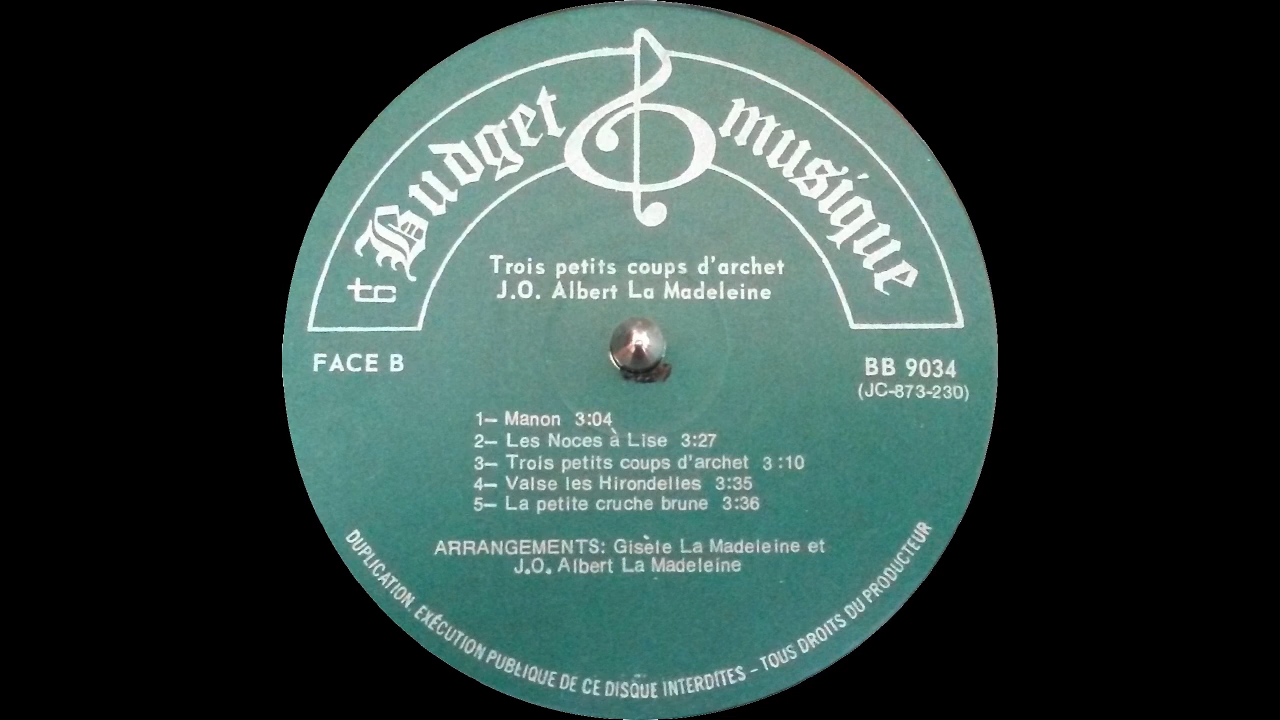 Budget musique
Trois petits coups d'archet
J.O. Albert La Madeleine
FACE B
BB 9034
(JC-873-230)
1– Manon 3:04
2– Les Noces à Lise 3:27
3– Trois petits coups d'archet 3:10
4– Valse les Hirondelles 3:35
5– La petite cruche brune 3:36
ARRANGEMENTS: Gisèle La Madeleine et
J.O. Albert La Madeleine
DUPLICATION, EXÉCUTION PUBLIQUE DE CE DISQUE INTERDITES – TOUS DROITS DU PRODUCTEUR